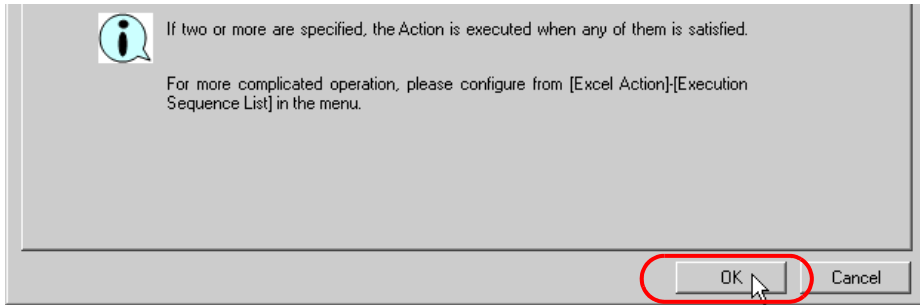 If two or more are specified, the Action is executed when any of them is satisfied.
For more complicated operation, please configure from [Excel Action]-[Execution
Sequence List] in the menu.
OK
Cancel